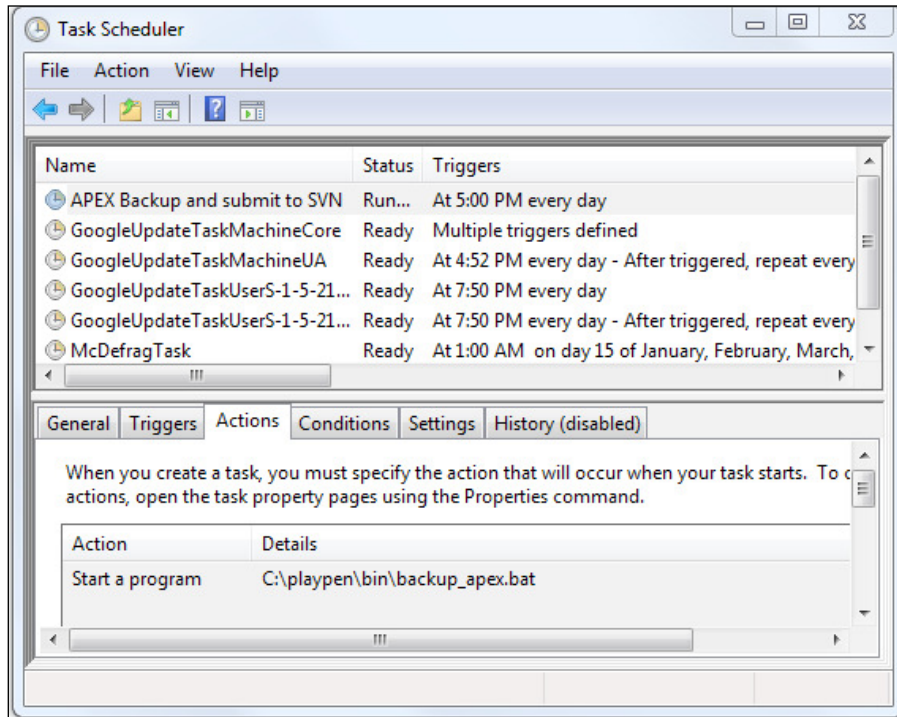 Task Scheduler
File Action View Help
Name Status Triggers
APEX Backup and submit to SVN Run... At 5:00 PM every day
GoogleUpdateTaskMachineCore Ready Multiple triggers defined
GoogleUpdateTaskMachineUA Ready At 4:52 PM every day - After triggered, repeat every
GoogleUpdateTaskUserS-1-5-21... Ready At 7:50 PM every day
GoogleUpdateTaskUserS-1-5-21... Ready At 7:50 PM every day - After triggered, repeat every
McDefragTask Ready At 1:00 AM on day 15 of January, February, March,
General Triggers Actions Conditions Settings History (disabled)
When you create a task, you must specify the action that will occur when your task starts. To c
actions, open the task property pages using the Properties command.
Action Details
Start a program C:\playpen\bin\backup_apex.bat